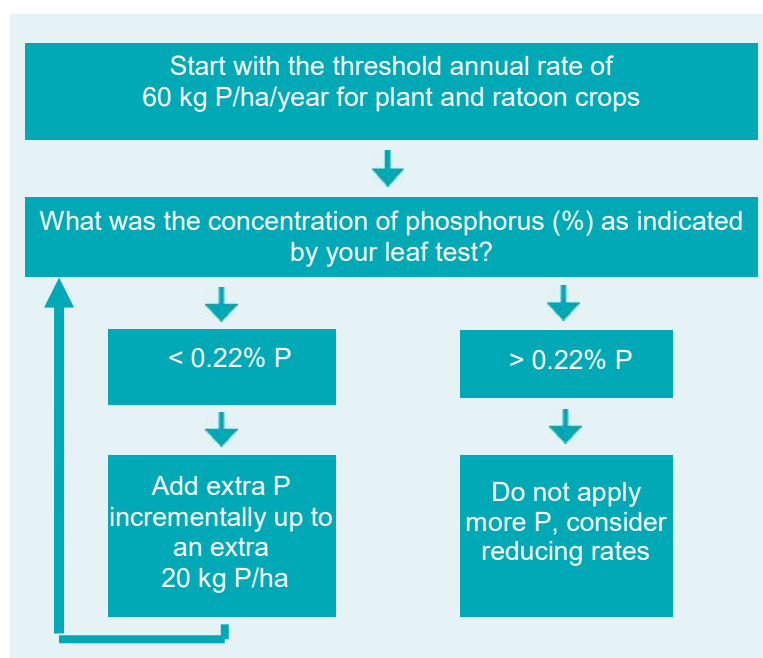 Start with the threshold annual rate of
60 kg P/ha/year for plant and ratoon crops
What was the concentration of phosphorus (%) as indicated
by your leaf test?
< 0.22% P
> 0.22% P
Add extra P
incrementally up to
an extra
20 kg P/ha
Do not apply
more P, consider
reducing rates